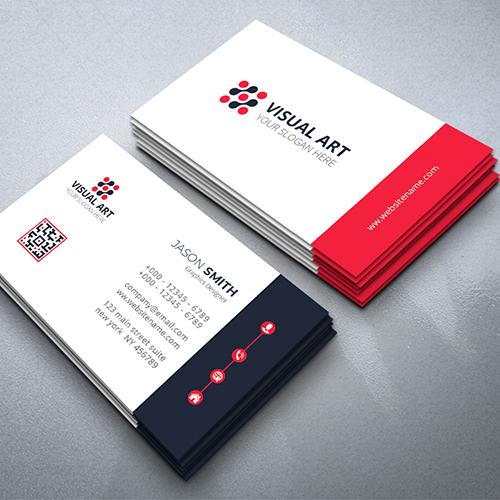 VISUAL ART
YOUR SLOGAN HERE
www.websitename.com
VISUAL ART
YOUR SLOGAN HERE
JASON SMITH
Graphics Designer
+000 - 12345 - 6789
+000 - 12345 - 6789
company@email.com
ww.websitename.com
123 main street suite
new york NY 456789